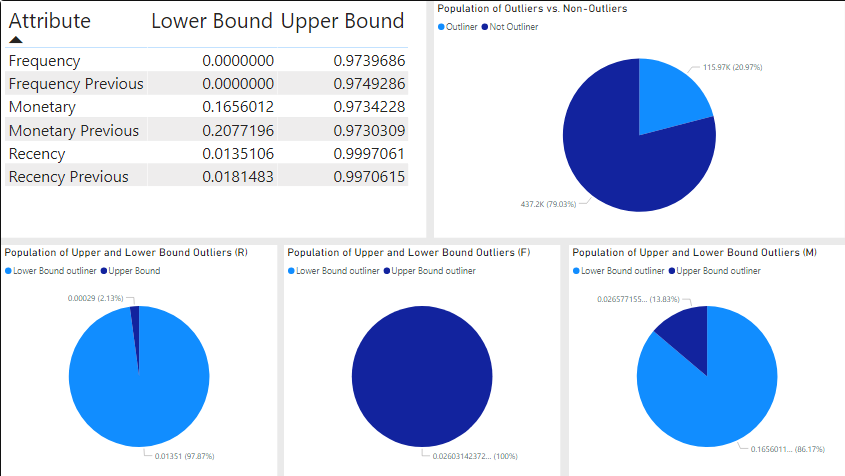 Attribute Lower Bound Upper Bound
Frequency 0.0000000 0.9739686
Frequency Previous 0.0000000 0.9749286
Monetary 0.1656012 0.9734228
Monetary Previous 0.2077196 0.9730309
Recency 0.0135106 0.9997061
Recency Previous 0.0181483 0.9970615
Population of Outliers vs. Non-Outliers
Outliner Not Outliner
115.97K (20.97%)
437.2K (79.03%)
Population of Upper and Lower Bound Outliers (R)
Lower Bound outliner Upper Bound
0.00029 (2.13%)
0.01351 (97.87%)
Population of Upper and Lower Bound Outliers (F)
Lower Bound outliner Upper Bound outliner
0.02603142372... (100%)
Population of Upper and Lower Bound Outliers (M)
Lower Bound outliner Upper Bound outliner
0.026577155... (13.83%)
0.1656011... (86.17%)